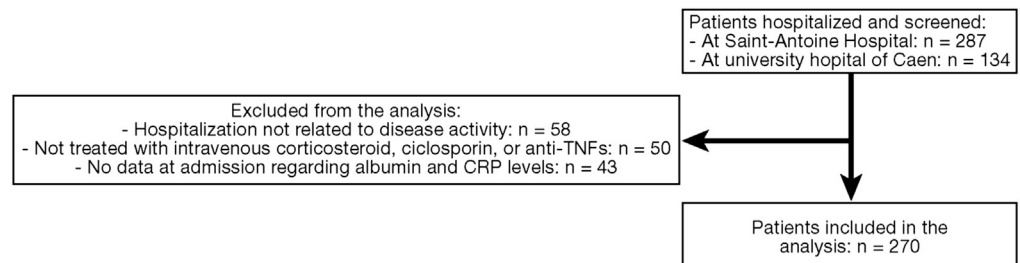 Patients hospitalized and screened:
- At Saint-Antoine Hospital: n = 287
- At university hopital of Caen: n = 134
Excluded from the analysis:
- Hospitalization not related to disease activity: n = 58
- Not treated with intravenous corticosteroid, ciclosporin, or anti-TNFs: n = 50
- No data at admission regarding albumin and CRP levels: n = 43
Patients included in the
analysis: n = 270